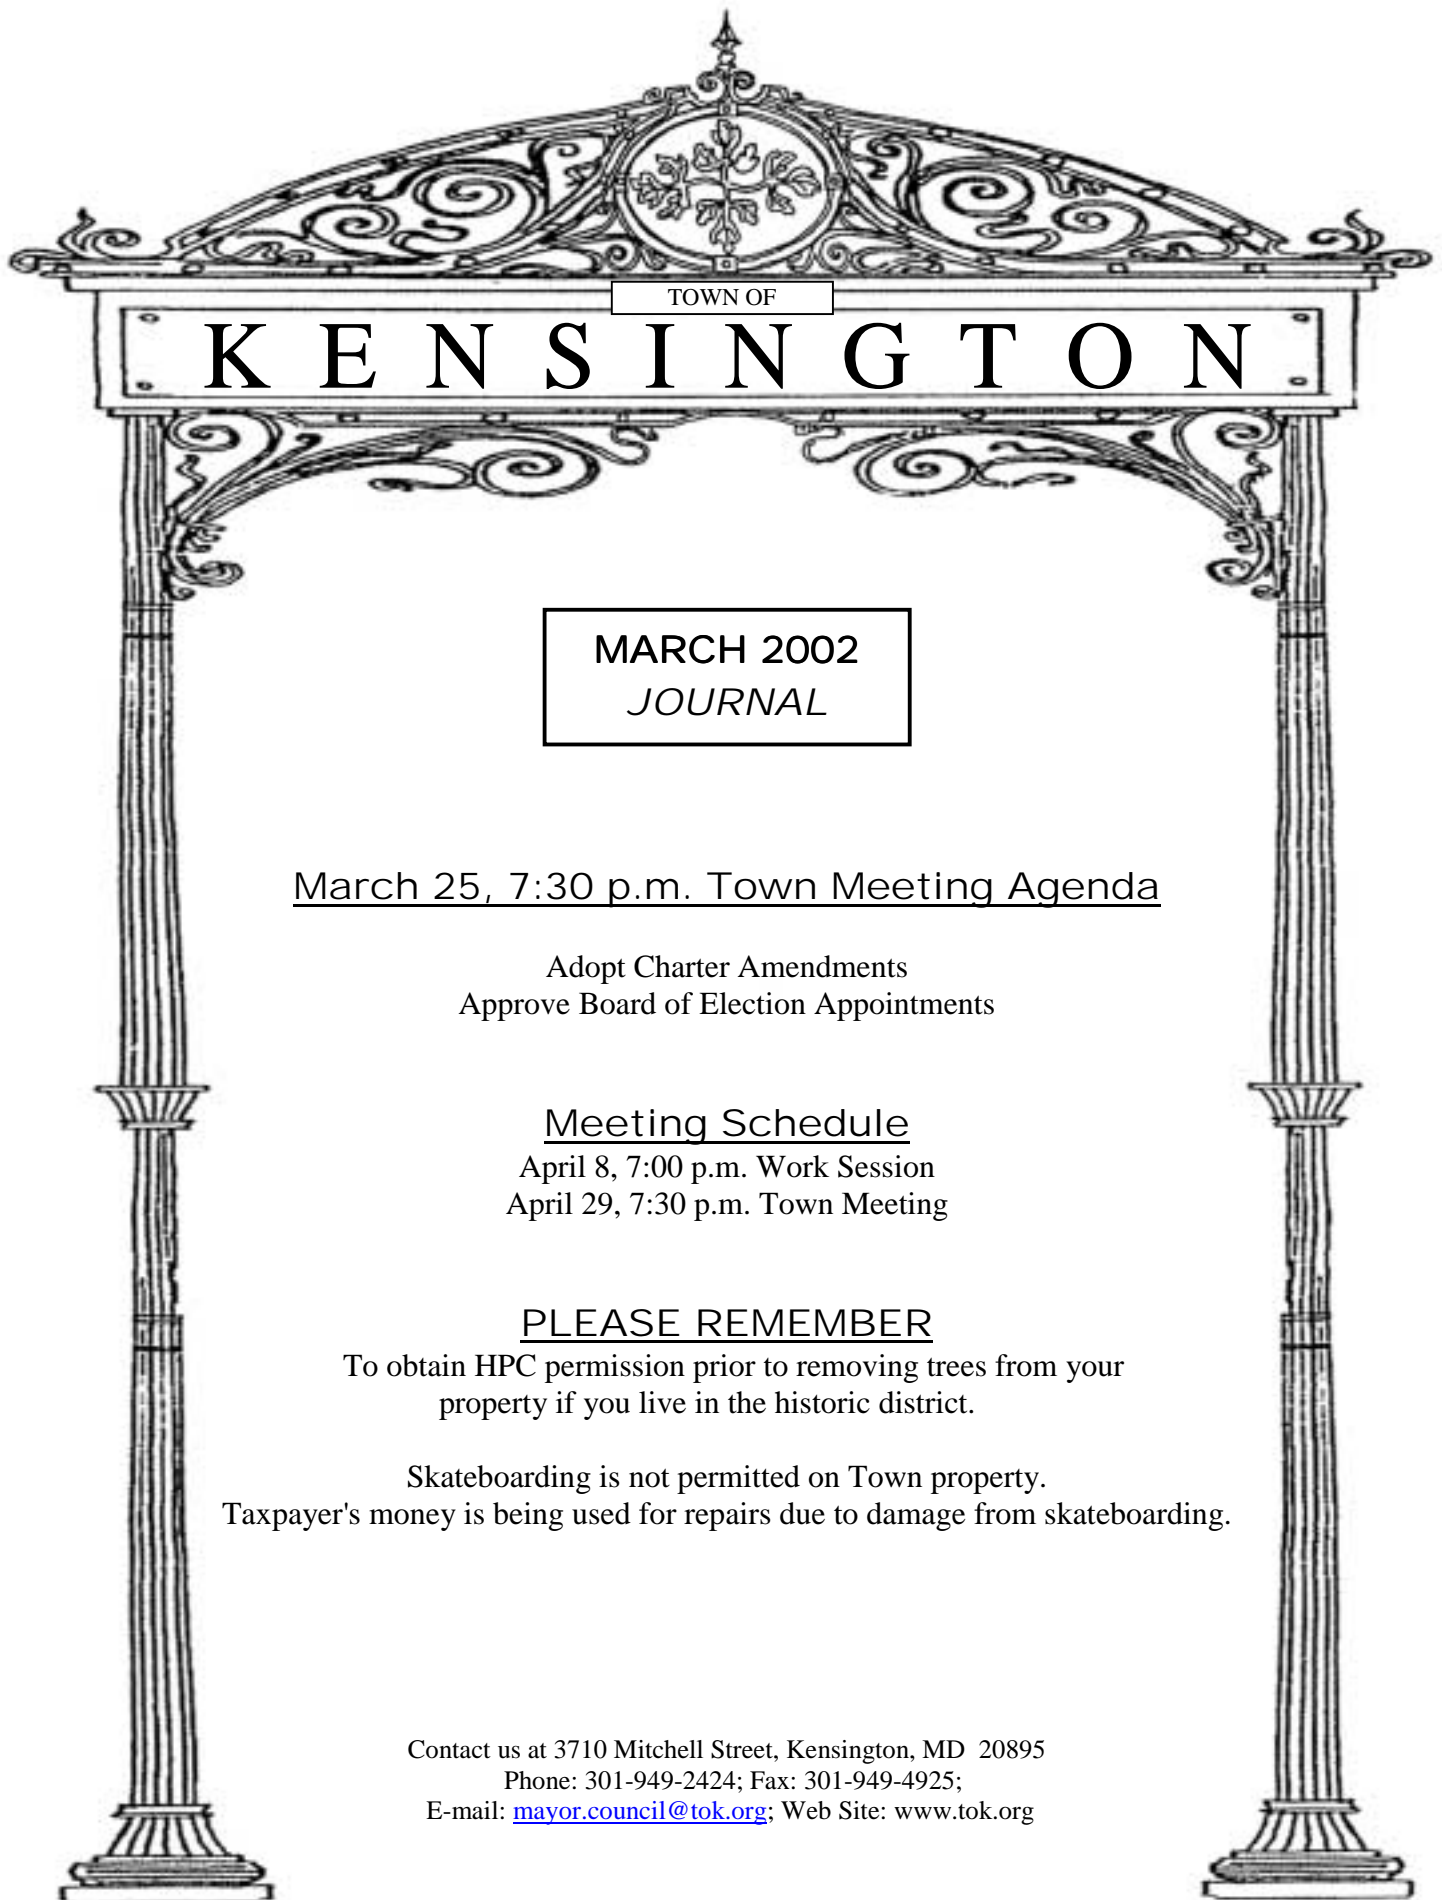 TOWN OF
KENSINGTON
MARCH 2002
JOURNAL
March 25, 7:30 p.m. Town Meeting Agenda
Adopt Charter Amendments
Approve Board of Election Appointments
Meeting Schedule
April 8, 7:00 p.m. Work Session
April 29, 7:30 p.m. Town Meeting
PLEASE REMEMBER
To obtain HPC permission prior to removing trees from your
property if you live in the historic district.
Skateboarding is not permitted on Town property.
Taxpayer's money is being used for repairs due to damage from skateboarding.
Contact us at 3710 Mitchell Street, Kensington, MD  20895
Phone: 301-949-2424; Fax: 301-949-4925;
E-mail: mayor.council@tok.org; Web Site: www.tok.org